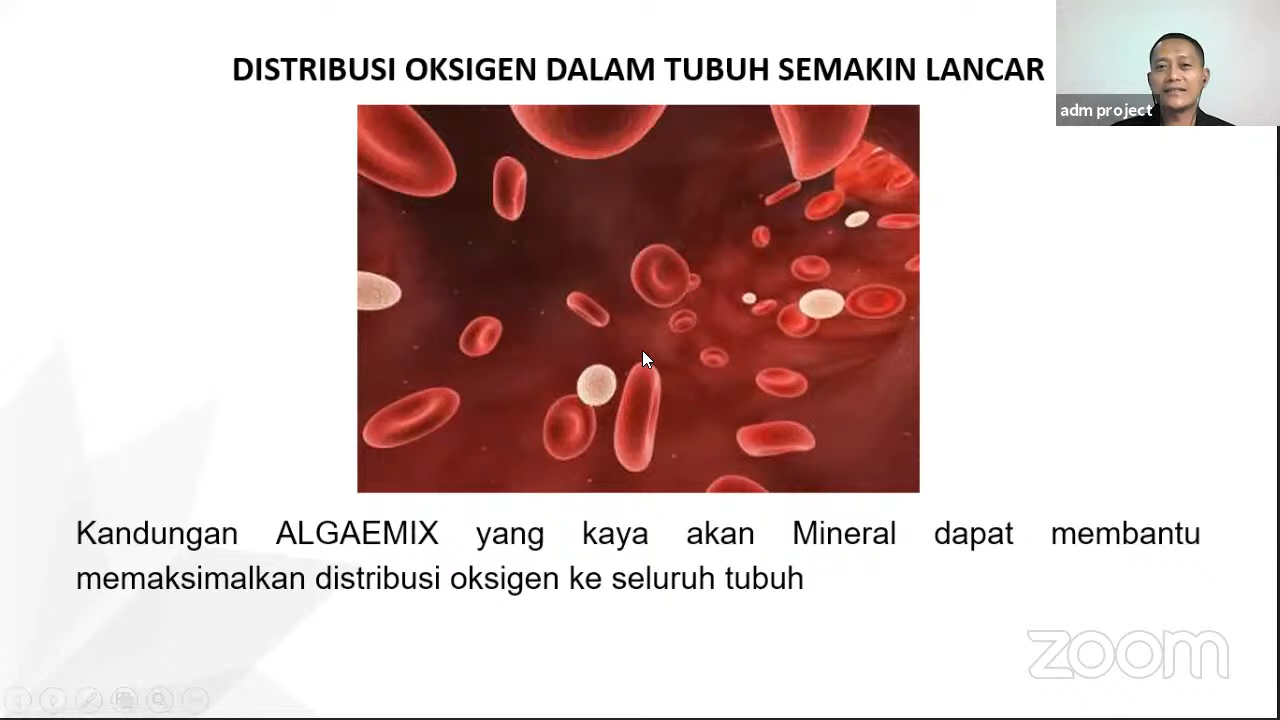 DISTRIBUSI OKSIGEN DALAM TUBUH SEMAKIN LANCAR
adm project
Kandungan ALGAEMIX yang kaya akan Mineral dapat membantu
memaksimalkan distribusi oksigen ke seluruh tubuh
zoom